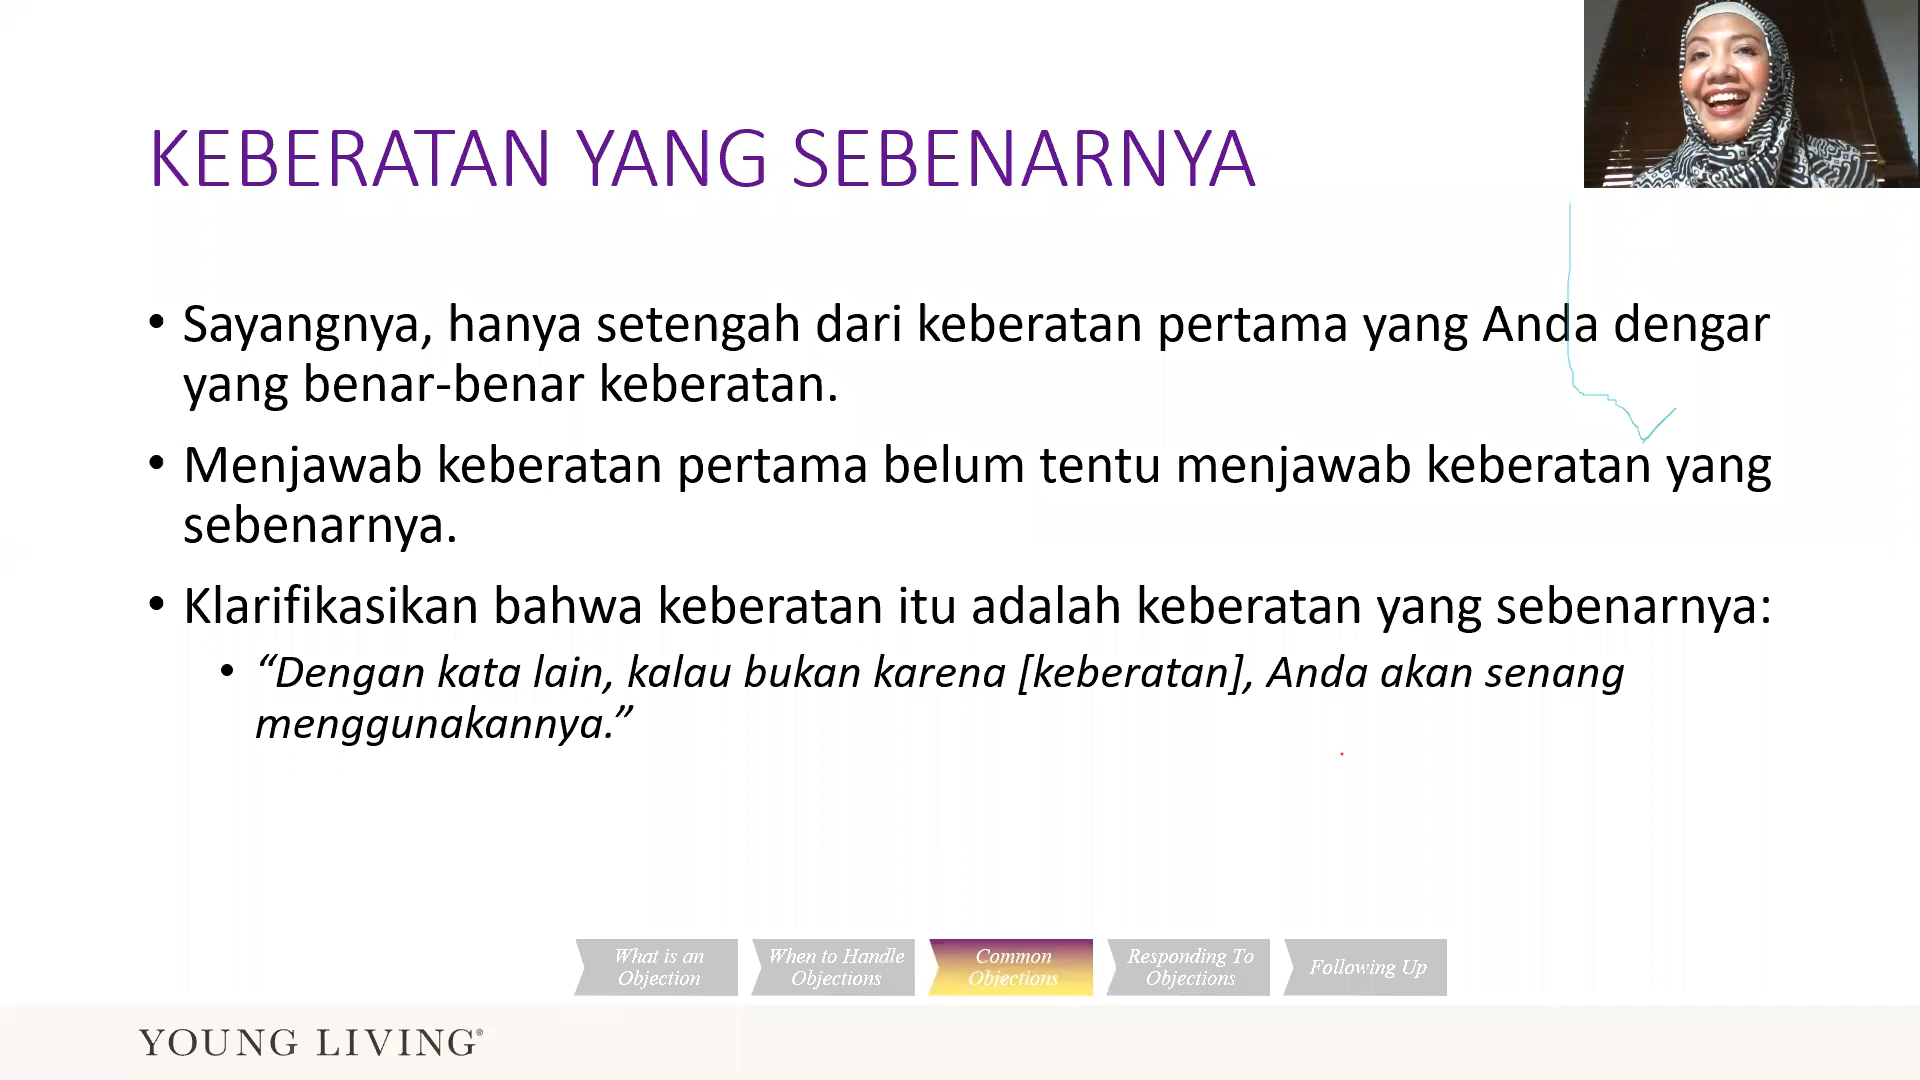 KEBERATAN YANG SEBENARNYA
• Sayangnya, hanya setengah dari keberatan pertama yang Anda dengar
yang benar-benar keberatan.
• Menjawab keberatan pertama belum tentu menjawab keberatan yang
sebenarnya.
• Klarifikasikan bahwa keberatan itu adalah keberatan yang sebenarnya:
• “Dengan kata lain, kalau bukan karena [keberatan], Anda akan senang
menggunakannya.”
What is an
Objection
When to Handle
Objections
Common
Objections
Responding To
Objections
Following Up
YOUNG LIVING®